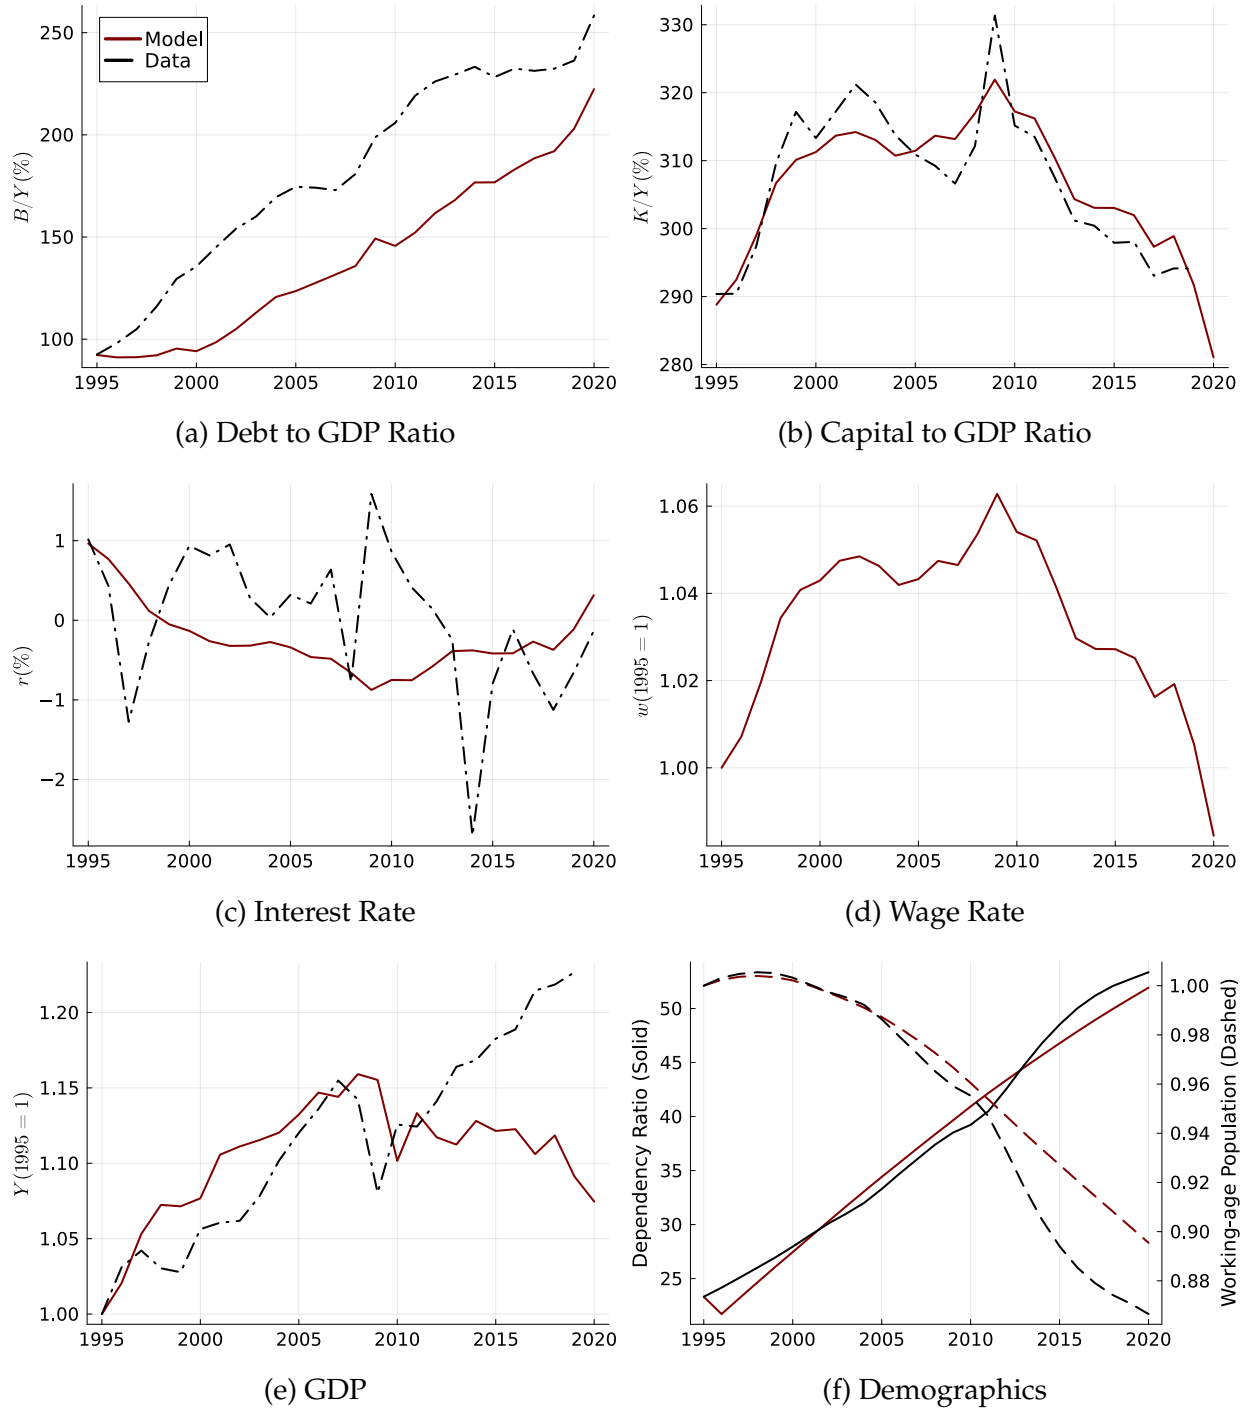 Model
Data
B/Y(%)
250
200
150
100
1995 2000 2005 2010 2015 2020
(a) Debt to GDP Ratio
K/Y(%)
330
320
310
300
290
280
1995 2000 2005 2010 2015 2020
(b) Capital to GDP Ratio
r(%)
1
0
−1
−2
1995 2000 2005 2010 2015 2020
(c) Interest Rate
w(1995 = 1)
1.06
1.04
1.02
1.00
1995 2000 2005 2010 2015 2020
(d) Wage Rate
Y(1995 = 1)
1.20
1.15
1.10
1.05
1.00
1995 2000 2005 2010 2015 2020
(e) GDP
Dependency Ratio (Solid)
50
45
40
35
30
25
1995 2000 2005 2010 2015 2020
1.00
0.98
0.96
0.94
0.92
0.90
0.88
Working-age Population (Dashed)
(f) Demographics